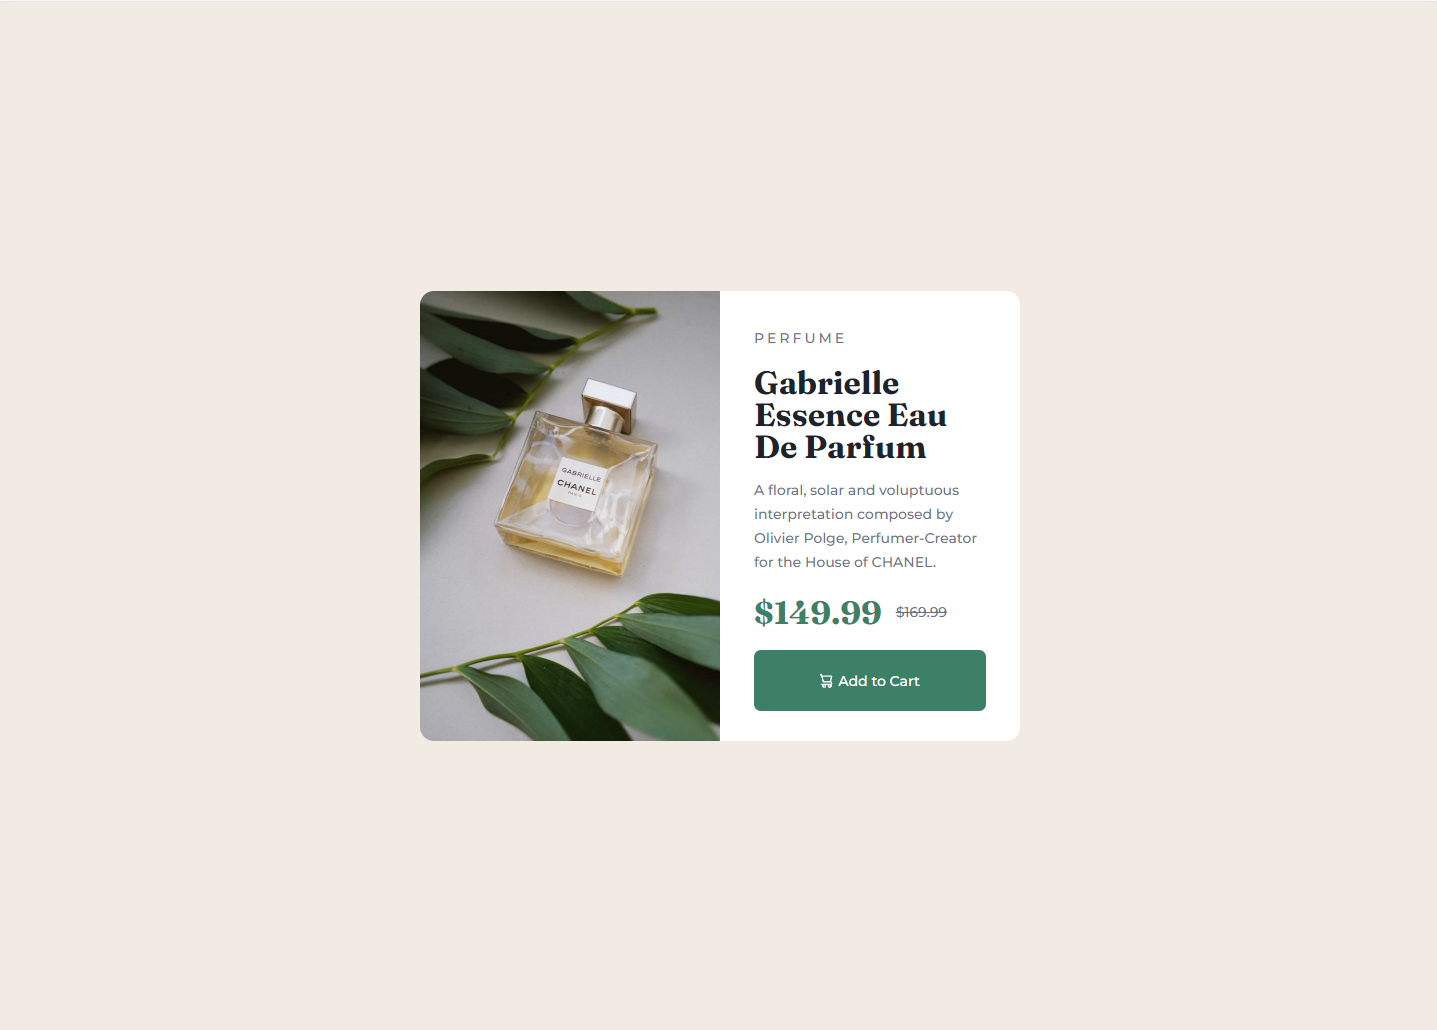 GABRIELLE
CHANEL
PARIS
PERFUME
Gabrielle
Essence Eau
De Parfum
A floral, solar and voluptuous
interpretation composed by
Olivier Polge, Perfumer-Creator
for the House of CHANEL.
$149.99 $169.99
Add to Cart